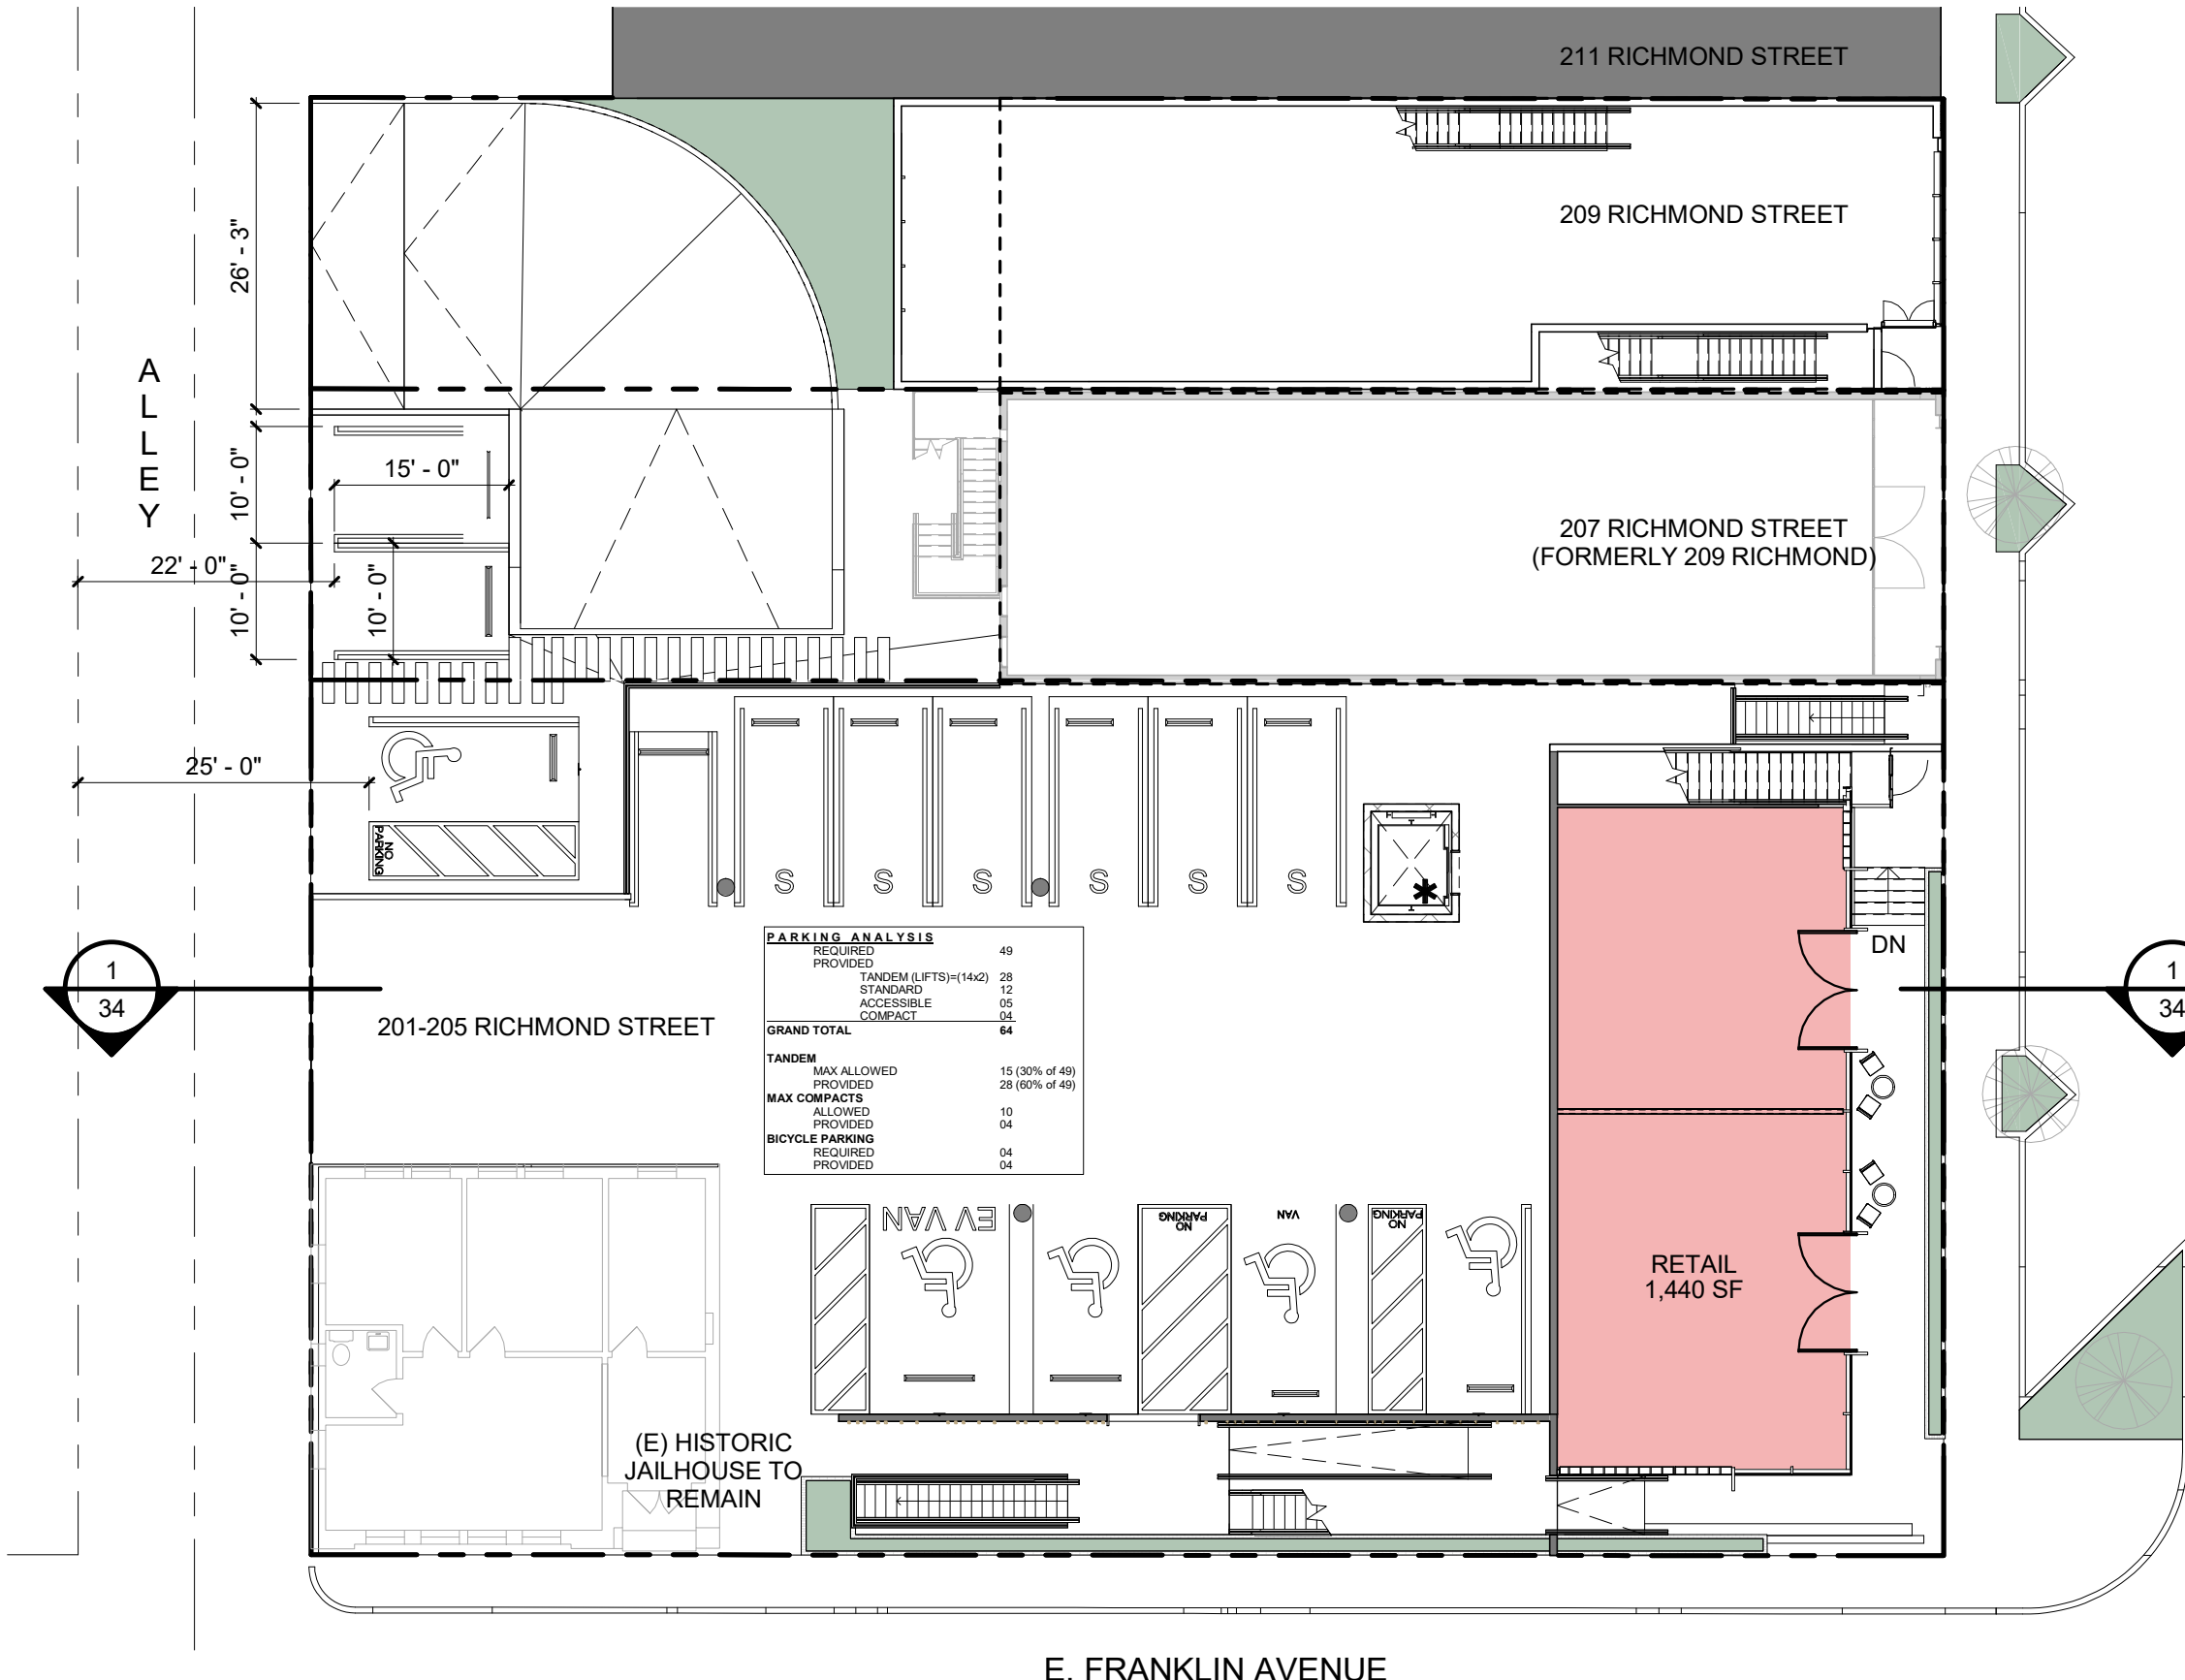 211 RICHMOND STREET
209 RICHMOND STREET
26' - 3"
ALLEY
15' - 0"
10' - 0"
22' - 0"
10' - 0"
10' - 0"
207 RICHMOND STREET
(FORMERLY 209 RICHMOND)
25' - 0"
NO
PARKING
S S S S S S
DN
1
34
1
34
201-205 RICHMOND STREET
PARKING ANALYSIS
REQUIRED 49
PROVIDED
TANDEM (LIFTS)=(14x2) 28
STANDARD 12
ACCESSIBLE 05
COMPACT 04
GRAND TOTAL 64
TANDEM
MAX ALLOWED 15 (30% of 49)
PROVIDED 28 (60% of 49)
MAX COMPACTS
ALLOWED 10
PROVIDED 04
BICYCLE PARKING
REQUIRED 04
PROVIDED 04
EV VAN
NO
PARKING
VAN
NO
PARKING
RETAIL
1,440 SF
(E) HISTORIC
JAILHOUSE TO
REMAIN
E. FRANKLIN AVENUE